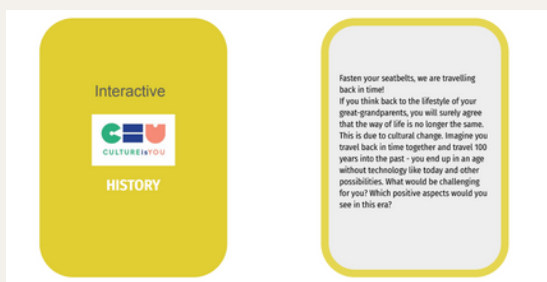 Interactive
CEU
CULTUREisYOU
HISTORY
Fasten your seatbelts, we are travelling
back in time!
If you think back to the lifestyle of your
great-grandparents, you will surely agree
that the way of life is no longer the same.
This is due to cultural change. Imagine you
travel back in time together and travel 100
years into the past - you end up in an age
without technology like today and other
possibilities. What would be challenging
for you? Which positive aspects would you
see in this era?